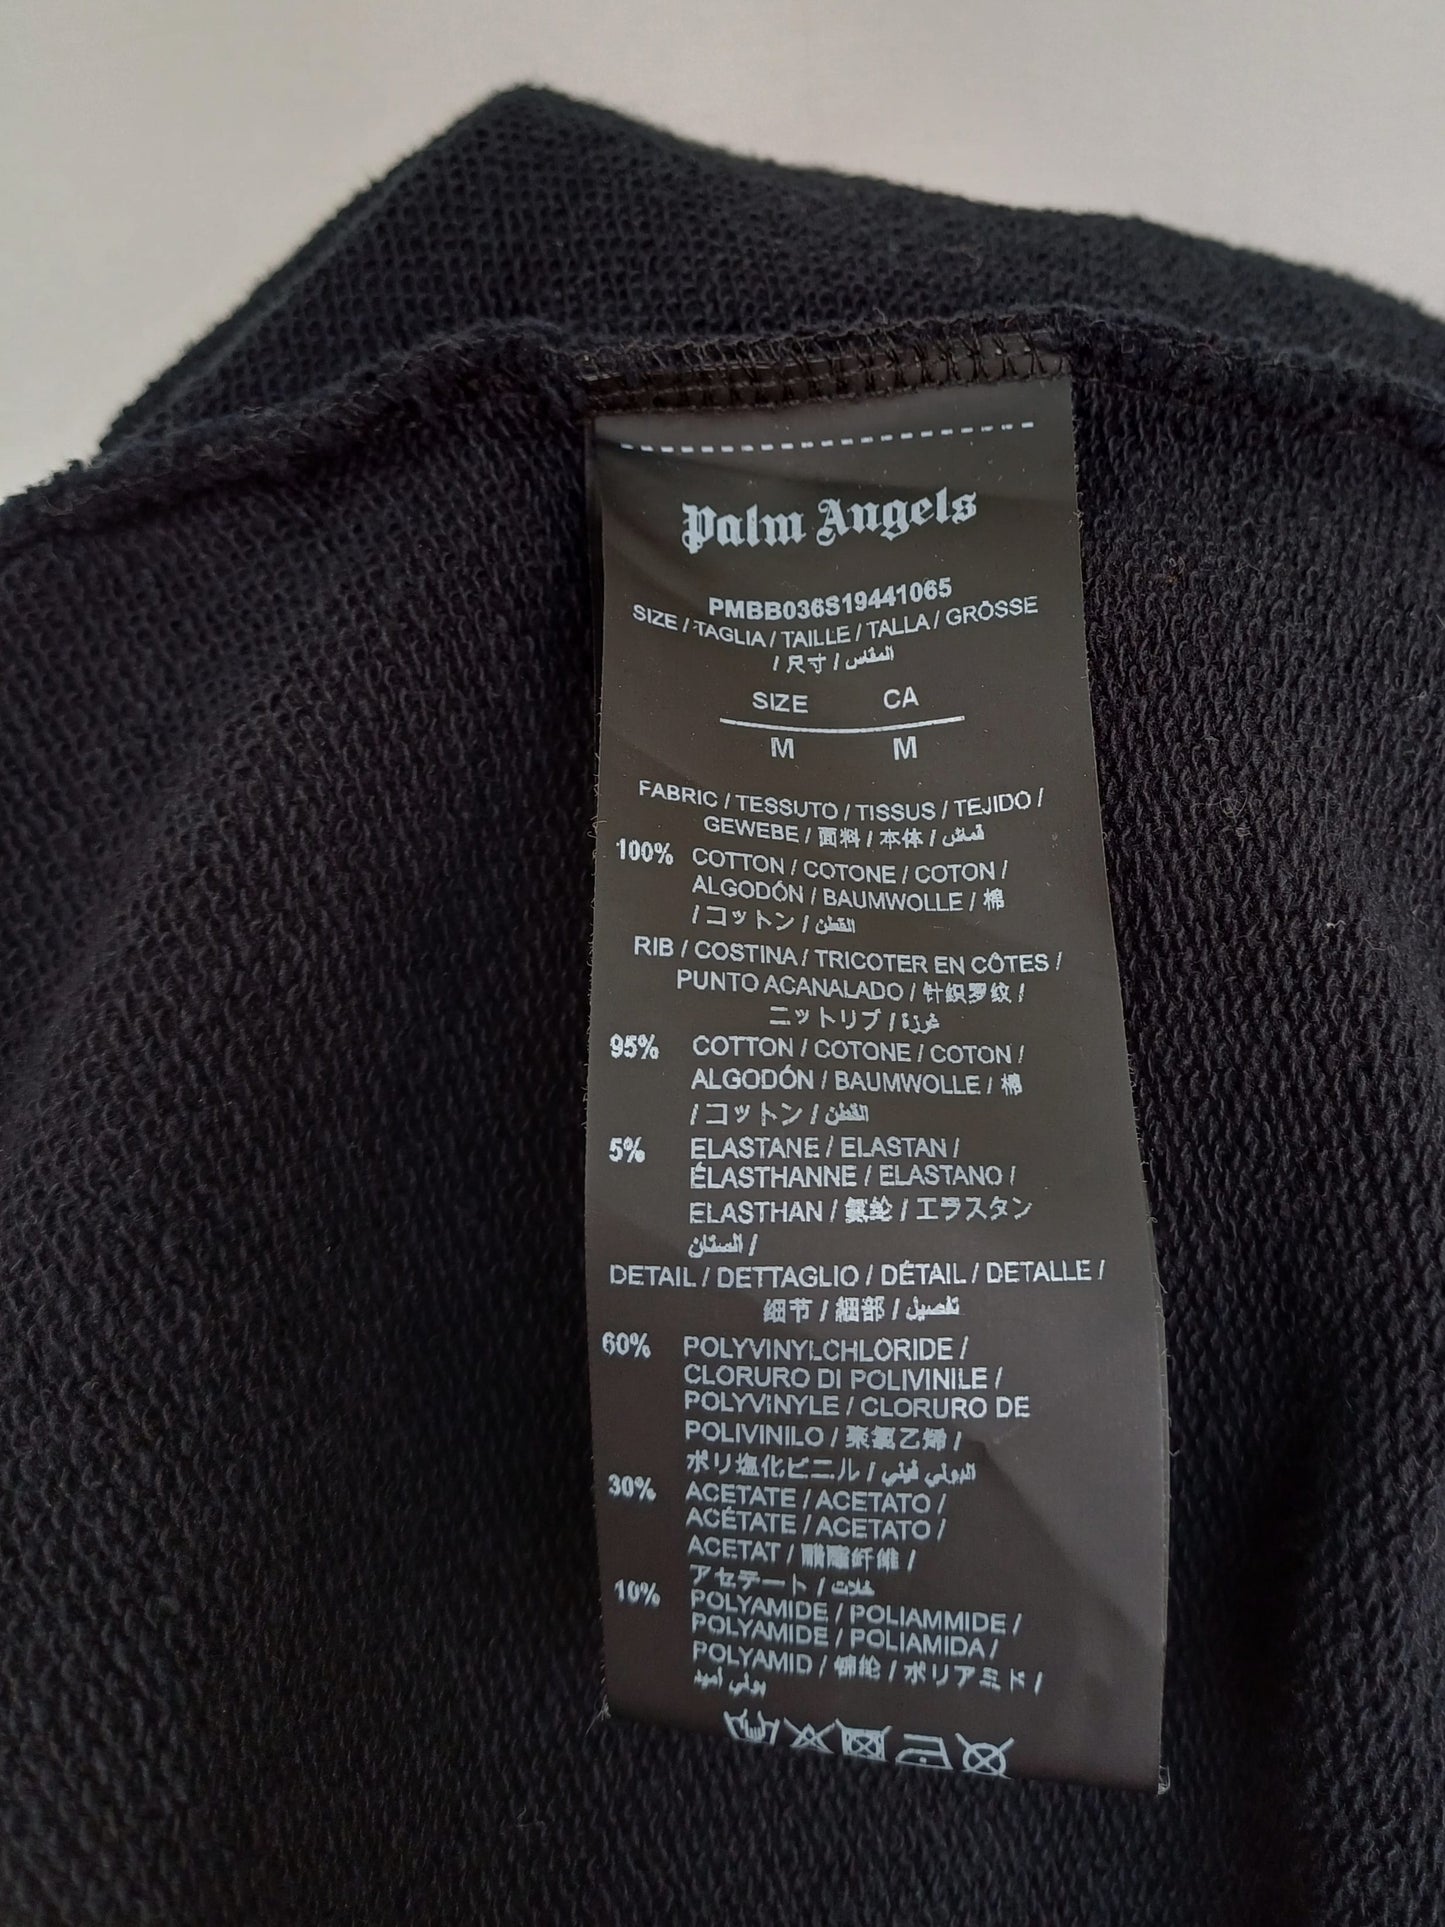 Palm Angels
PMBB036S19441065
SIZE / TAGLIA / TAILLE / TALLA / GRÖSSE
/ 尺寸 / المقاس
SIZE CA
M M
FABRIC / TESSUTO / TISSUS / TEJIDO /
GEWEBE / 面料 / 本体 / قماش
100% COTTON / COTONE / COTON /
ALGODÓN / BAUMWOLLE / 棉
/ コットン / القطن
RIB / COSTINA / TRICOTER EN CÔTES /
PUNTO ACANALADO / 针织罗纹 /
ニットリブ / غرزة
95% COTTON / COTONE / COTON /
ALGODÓN / BAUMWOLLE / 棉
/ コットン / القطن
5% ELASTANE / ELASTAN /
ÉLASTHANNE / ELASTANO /
ELASTHAN / 氨纶 / エラスタン
/
DETAIL / DETTAGLIO / DÉTAIL / DETALLE /
细节 / 細部 / تفصيل
60% POLYVINYLCHLORIDE /
CLORURO DI POLIVINILE /
POLYVINYLE / CLORURO DE
POLIVINILO / 聚氯乙烯 /
ポリ塩化ビニル / البولي فينيل
30% ACETATE / ACETATO /
ACÉTATE / ACETATO /
ACETAT / 醋酸纤维 /
アセテート / خلات
10% POLYAMIDE / POLIAMMIDE /
POLYAMIDE / POLIAMIDA /
POLYAMID / 锦纶 / ポリアミド /
بولي أميد